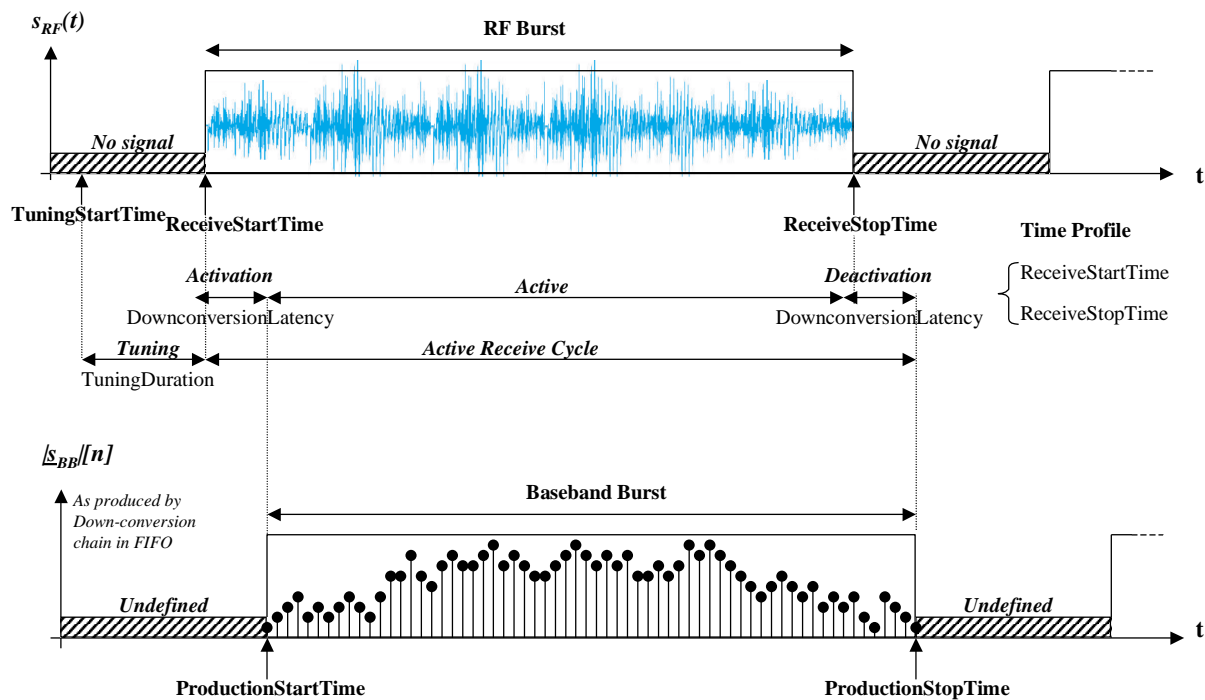 s_RF(t)
RF Burst
No signal
No signal
t
TuningStartTime
ReceiveStartTime
ReceiveStopTime
Time Profile
ReceiveStartTime
ReceiveStopTime
Activation
Active
Deactivation
DownconversionLatency
DownconversionLatency
Tuning
Active Receive Cycle
TuningDuration
|s_BB|[n]
As produced by
Down-conversion
chain in FIFO
Baseband Burst
Undefined
Undefined
t
ProductionStartTime
ProductionStopTime